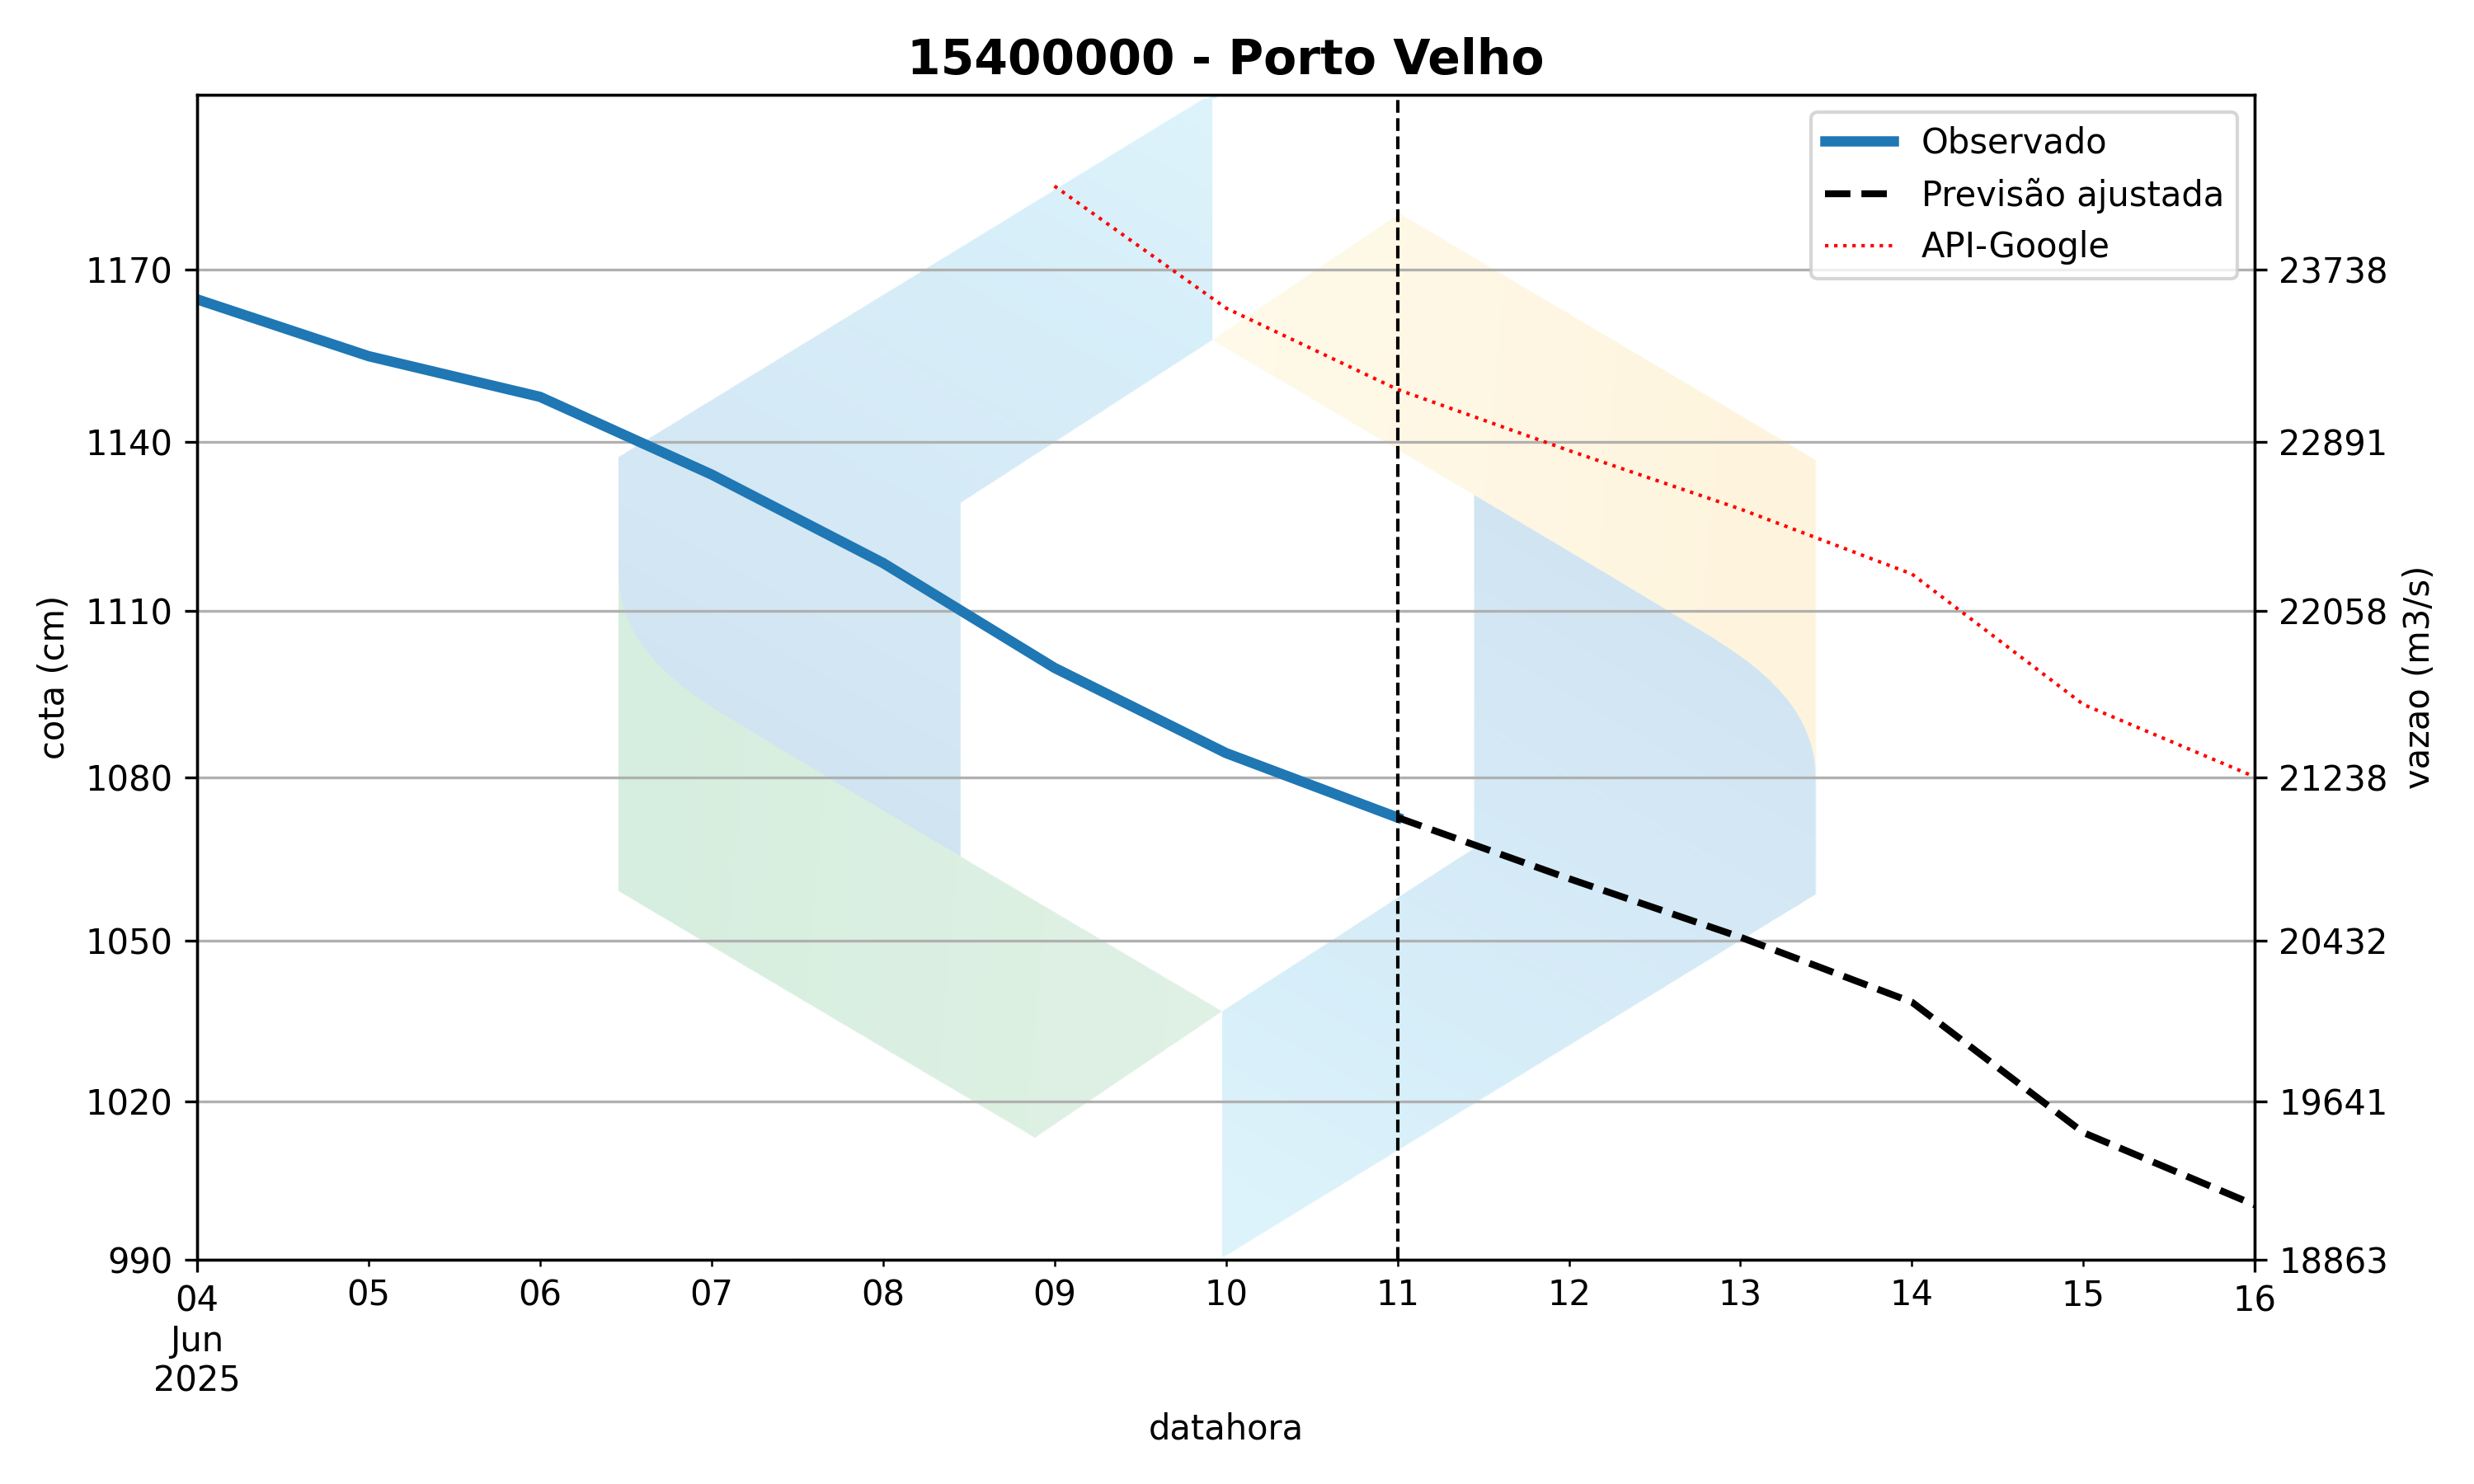 15400000 - Porto Velho
Observado
Previsão ajustada
API-Google
1170
1140
1110
1080
1050
1020
990
cota (cm)
23738
22891
22058
21238
20432
19641
18863
vazao (m3/s)
04 05 06 07 08 09 10 11 12 13 14 15 16
Jun
2025
datahora